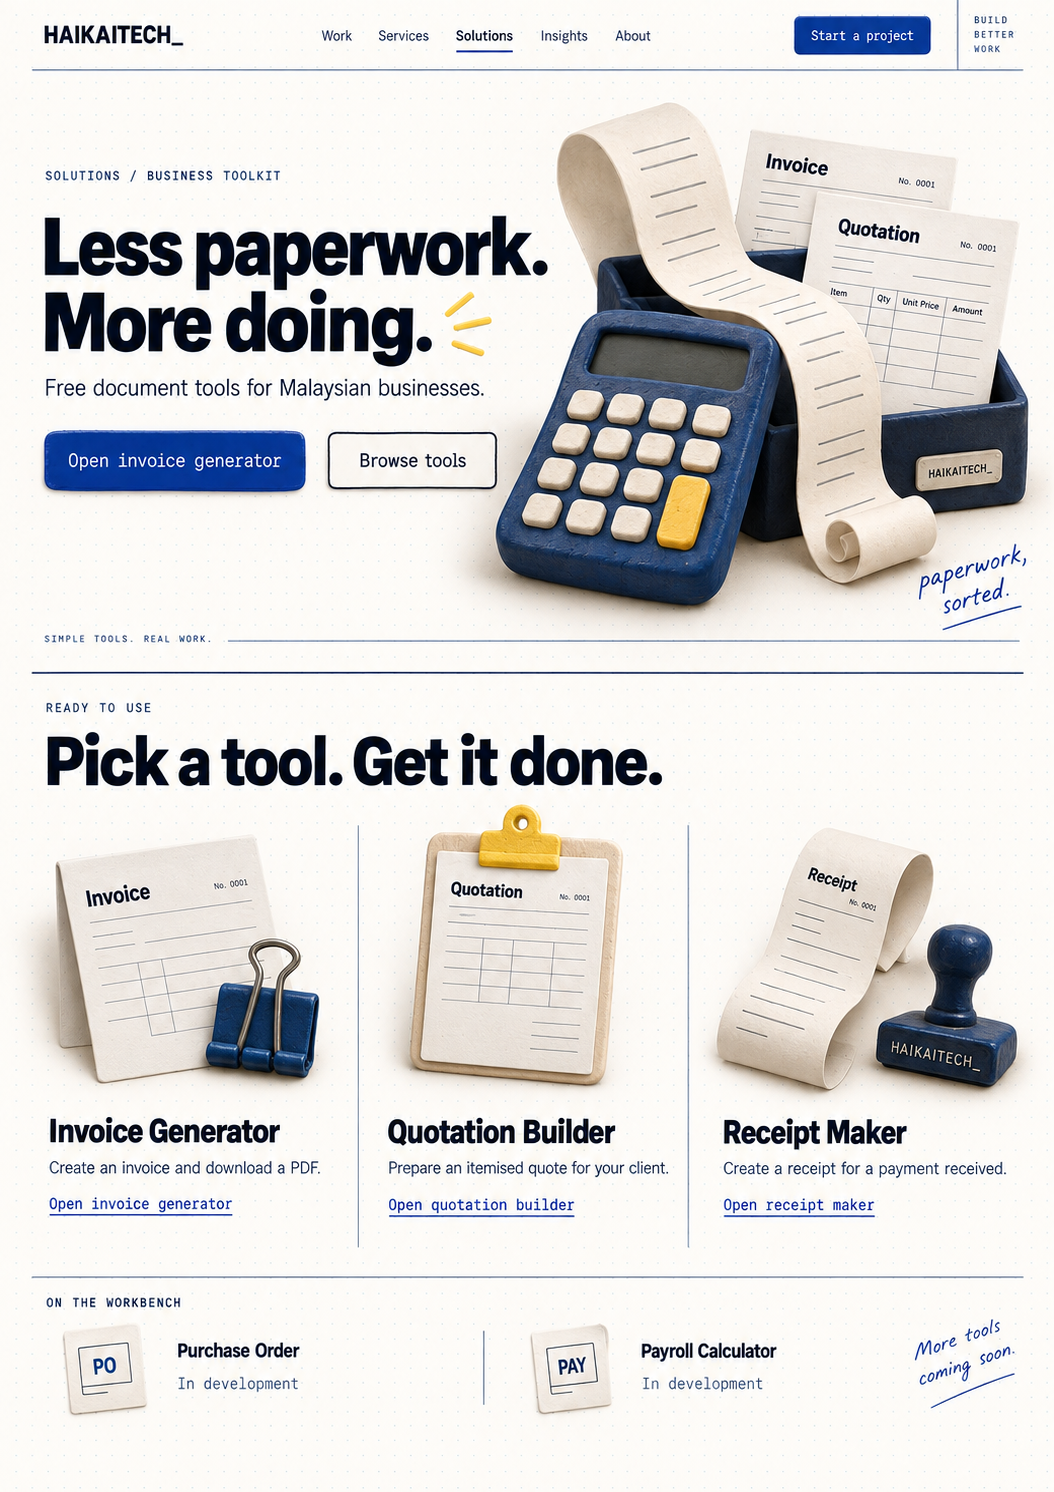 HAIKAITECH_
Work
Services
Solutions
Insights
About
Start a project
BUILD
BETTER
WORK
SOLUTIONS / BUSINESS TOOLKIT
Less paperwork.
More doing.
Free document tools for Malaysian businesses.
Open invoice generator
Browse tools
Invoice
No. 0001
Quotation
No. 0001
Item Qty Unit Price Amount
HAIKAITECH_
paperwork,
sorted.
SIMPLE TOOLS. REAL WORK.
READY TO USE
Pick a tool. Get it done.
Invoice
No. 0001
Quotation
No. 0001
Receipt
No. 0001
HAIKAITECH_
Invoice Generator
Create an invoice and download a PDF.
Open invoice generator
Quotation Builder
Prepare an itemised quote for your client.
Open quotation builder
Receipt Maker
Create a receipt for a payment received.
Open receipt maker
ON THE WORKBENCH
PO
Purchase Order
In development
PAY
Payroll Calculator
In development
More tools
coming soon.